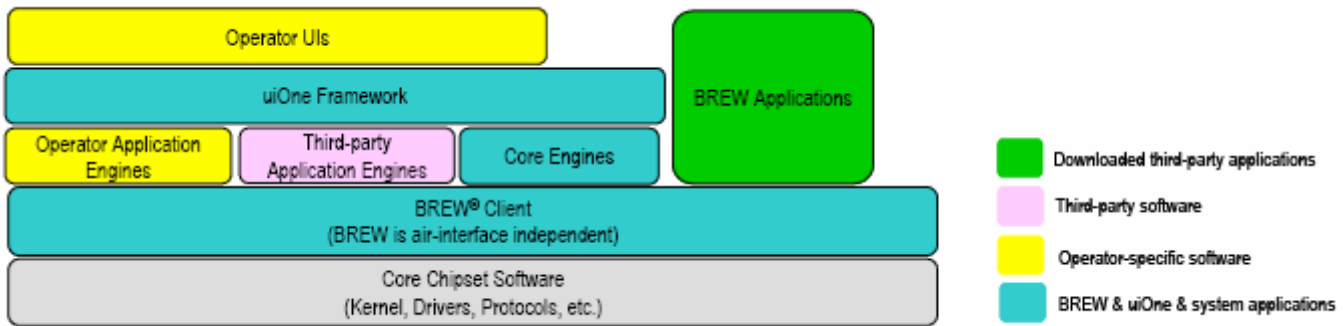 Operator UIs
uiOne Framework
BREW Applications
Operator Application
Engines
Third-party
Application Engines
Core Engines
BREW® Client
(BREW is air-interface independent)
Core Chipset Software
(Kernel, Drivers, Protocols, etc.)
Downloaded third-party applications
Third-party software
Operator-specific software
BREW & uiOne & system applications